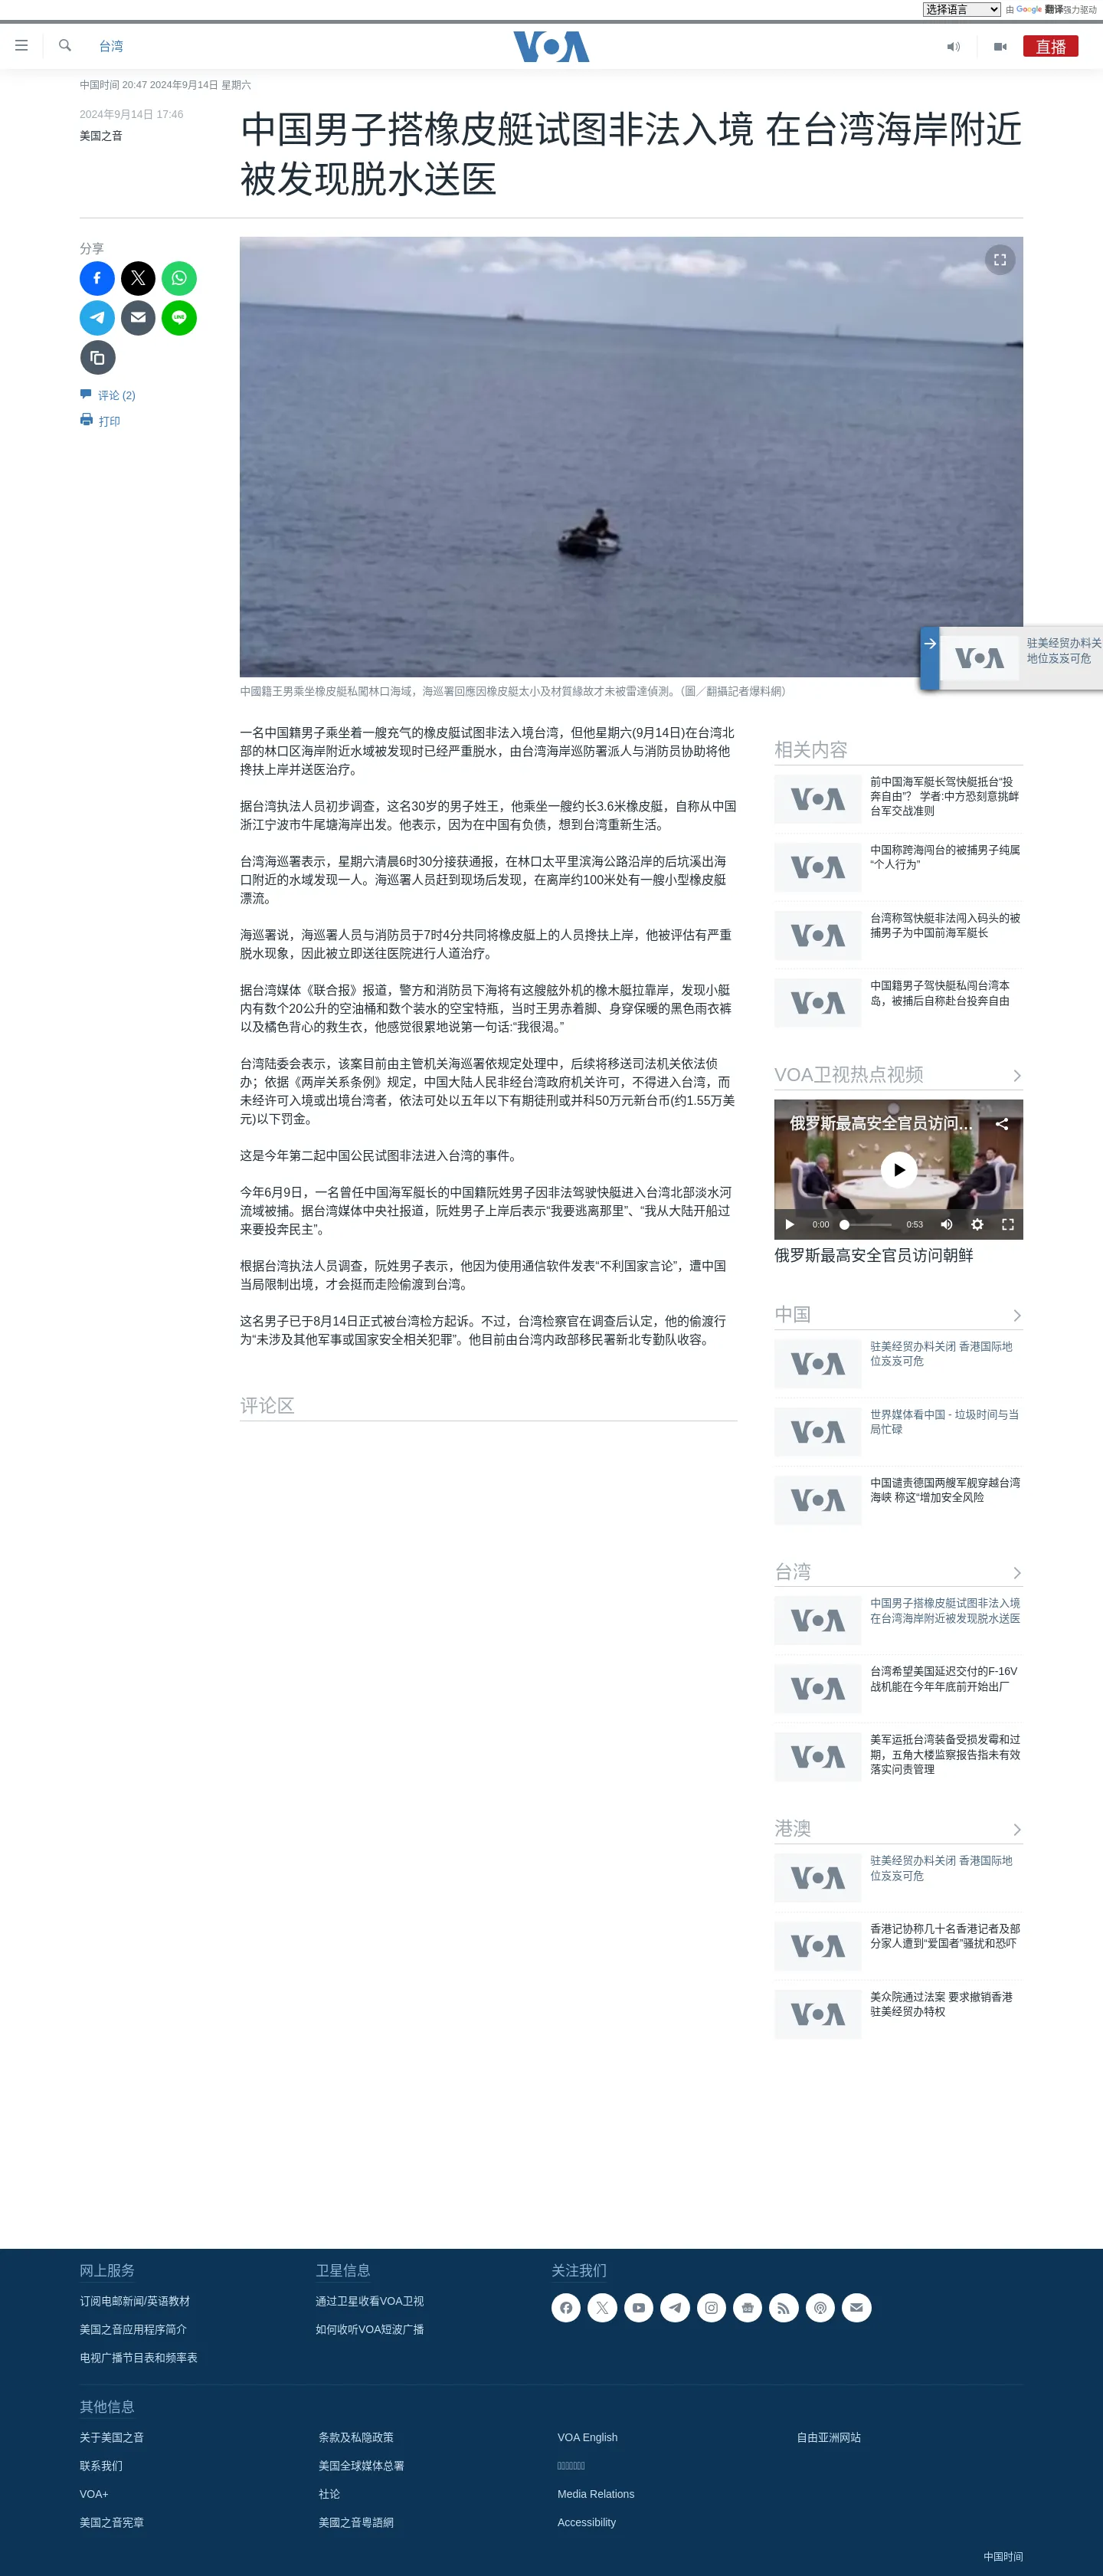 选择语言 由 Google 翻译强力驱动
台湾
VOA
直播
中国时间 20:47 2024年9月14日 星期六
2024年9月14日 17:46
美国之音
中国男子搭橡皮艇试图非法入境 在台湾海岸附近
被发现脱水送医
分享
LINE
评论 (2)
打印
驻美经贸办料关
地位岌岌可危
VOA
中國籍王男乘坐橡皮艇私闖林口海域，海巡署回應因橡皮艇太小及材質緣故才未被雷達偵測。（圖／翻攝記者爆料網）
一名中国籍男子乘坐着一艘充气的橡皮艇试图非法入境台湾，但他星期六(9月14日)在台湾北
部的林口区海岸附近水域被发现时已经严重脱水，由台湾海岸巡防署派人与消防员协助将他
搀扶上岸并送医治疗。
据台湾执法人员初步调查，这名30岁的男子姓王，他乘坐一艘约长3.6米橡皮艇，自称从中国
浙江宁波市牛尾塘海岸出发。他表示，因为在中国有负债，想到台湾重新生活。
台湾海巡署表示，星期六清晨6时30分接获通报，在林口太平里滨海公路沿岸的后坑溪出海
口附近的水域发现一人。海巡署人员赶到现场后发现，在离岸约100米处有一艘小型橡皮艇
漂流。
海巡署说，海巡署人员与消防员于7时4分共同将橡皮艇上的人员搀扶上岸，他被评估有严重
脱水现象，因此被立即送往医院进行人道治疗。
据台湾媒体《联合报》报道，警方和消防员下海将有这艘舷外机的橡木艇拉靠岸，发现小艇
内有数个20公升的空油桶和数个装水的空宝特瓶，当时王男赤着脚、身穿保暖的黑色雨衣裤
以及橘色背心的救生衣，他感觉很累地说第一句话:“我很渴。”
台湾陆委会表示，该案目前由主管机关海巡署依规定处理中，后续将移送司法机关依法侦
办；依据《两岸关系条例》规定，中国大陆人民非经台湾政府机关许可，不得进入台湾，而
未经许可入境或出境台湾者，依法可处以五年以下有期徒刑或并科50万元新台币(约1.55万美
元)以下罚金。
这是今年第二起中国公民试图非法进入台湾的事件。
今年6月9日，一名曾任中国海军艇长的中国籍阮姓男子因非法驾驶快艇进入台湾北部淡水河
流域被捕。据台湾媒体中央社报道，阮姓男子上岸后表示“我要逃离那里”、“我从大陆开船过
来要投奔民主”。
根据台湾执法人员调查，阮姓男子表示，他因为使用通信软件发表“不利国家言论”，遭中国
当局限制出境，才会挺而走险偷渡到台湾。
这名男子已于8月14日正式被台湾检方起诉。不过，台湾检察官在调查后认定，他的偷渡行
为“未涉及其他军事或国家安全相关犯罪”。他目前由台湾内政部移民署新北专勤队收容。
评论区
相关内容
VOA
前中国海军艇长驾快艇抵台“投
奔自由”？ 学者:中方恐刻意挑衅
台军交战准则
VOA
中国称跨海闯台的被捕男子纯属
“个人行为”
VOA
台湾称驾快艇非法闯入码头的被
捕男子为中国前海军艇长
VOA
中国籍男子驾快艇私闯台湾本
岛，被捕后自称赴台投奔自由
VOA卫视热点视频
俄罗斯最高安全官员访问…
0:00 0:53
俄罗斯最高安全官员访问朝鲜
中国
VOA
驻美经贸办料关闭 香港国际地
位岌岌可危
VOA
世界媒体看中国 - 垃圾时间与当
局忙碌
VOA
中国谴责德国两艘军舰穿越台湾
海峡 称这“增加安全风险
台湾
VOA
中国男子搭橡皮艇试图非法入境
在台湾海岸附近被发现脱水送医
VOA
台湾希望美国延迟交付的F-16V
战机能在今年年底前开始出厂
VOA
美军运抵台湾装备受损发霉和过
期，五角大楼监察报告指未有效
落实问责管理
港澳
VOA
驻美经贸办料关闭 香港国际地
位岌岌可危
VOA
香港记协称几十名香港记者及部
分家人遭到“爱国者”骚扰和恐吓
VOA
美众院通过法案 要求撤销香港
驻美经贸办特权
网上服务
订阅电邮新闻/英语教材
美国之音应用程序简介
电视广播节目表和频率表
卫星信息
通过卫星收看VOA卫视
如何收听VOA短波广播
关注我们
其他信息
关于美国之音
联系我们
VOA+
美国之音宪章
条款及私隐政策
美国全球媒体总署
社论
美國之音粵語網
VOA English
Media Relations
Accessibility
自由亚洲网站
中国时间